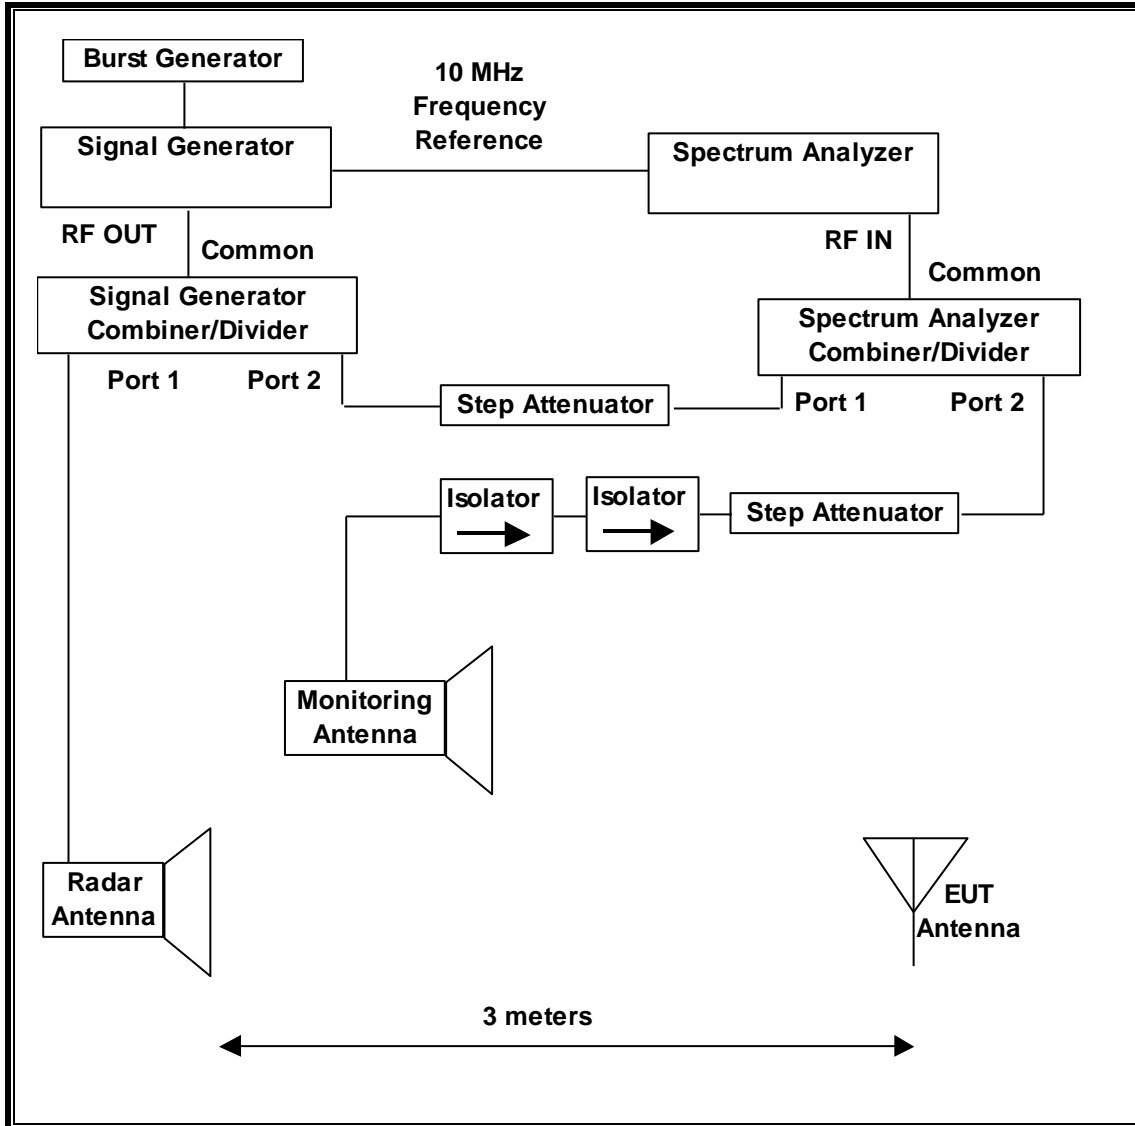 Burst Generator
10 MHz
Frequency
Reference
Signal Generator
Spectrum Analyzer
RF OUT
Common
RF IN
Common
Signal Generator
Combiner/Divider
Spectrum Analyzer
Combiner/Divider
Port 1
Port 2
Step Attenuator
Port 1
Port 2
Isolator
Isolator
Step Attenuator
Monitoring
Antenna
Radar
Antenna
EUT
Antenna
3 meters